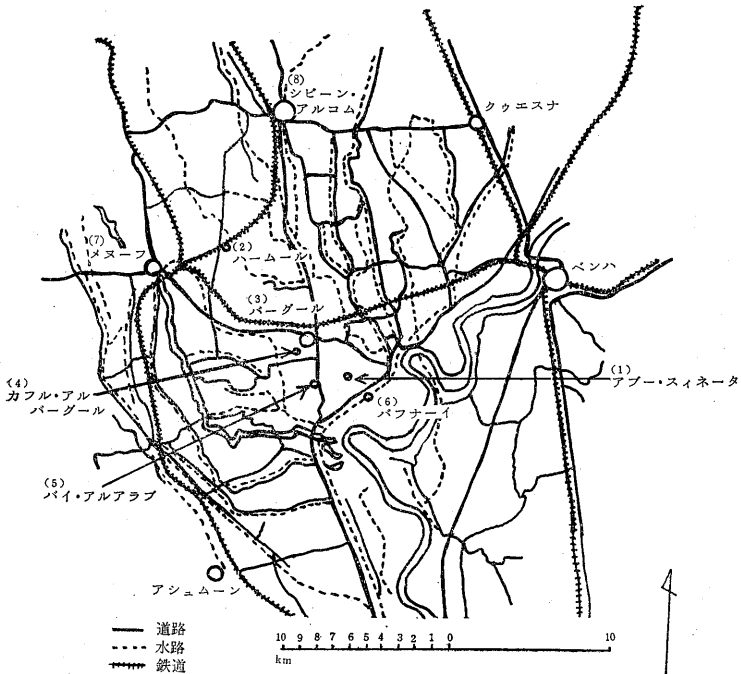 (8)
シビーン・
アルコム
クゥエスナ
(7)
メヌーフ
(2)
ハームール
ベンハ
(3)
バーグール
(4)
カフル・アル
バーグール
(1)
アブー・スィネータ
(6)
バフナーイ
(5)
バイ・アルアラブ
アシュムーン
道路
水路
鉄道
10 9 8 7 6 5 4 3 2 1 0 10
km